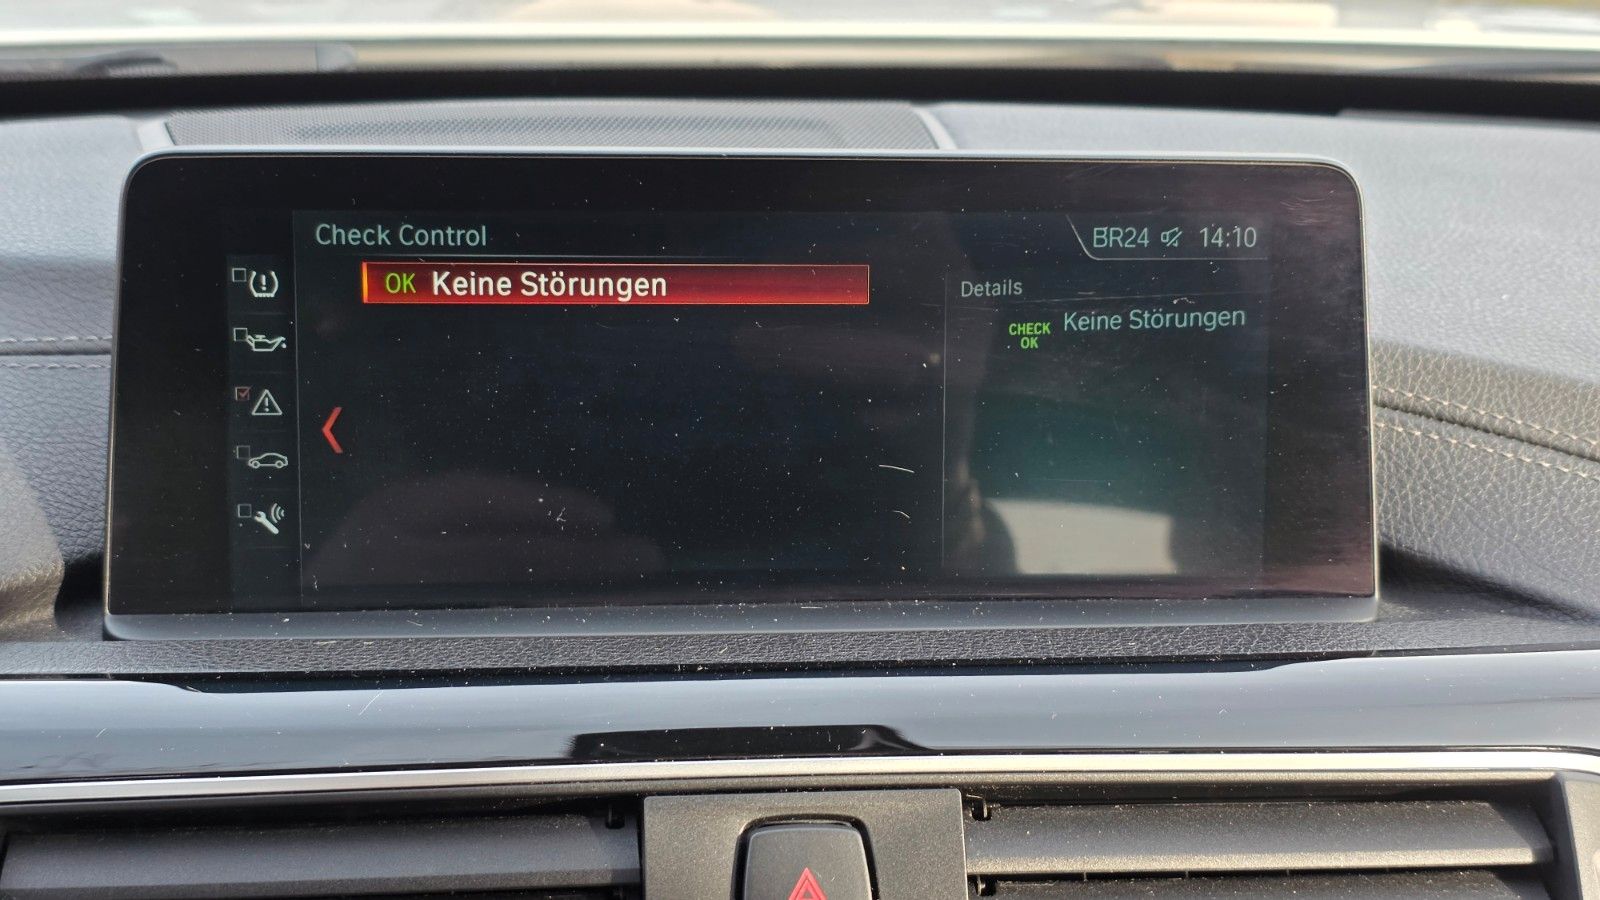 Check Control
BR24 14:10
OK Keine Störungen
Details
CHECK OK
Keine Störungen